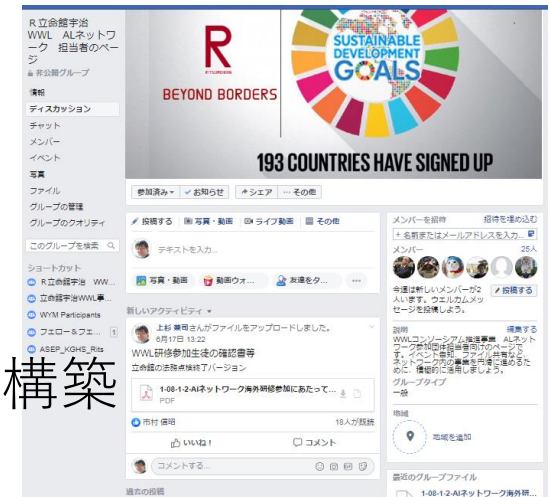 R立命館宇治
WWL ALネットワ
ーク 担当者のペー
ジ
非公開グループ
情報
ディスカッション
チャット
メンバー
イベント
写真
ファイル
グループの管理
グループのクオリティ
このグループを検索
ショートカット
R立命館宇治 WW...
立命館宇治WWL事...
WYM Participants
フェロー＆フェ... 1
ASEP_KGHS_Rits
構築
R
RITSUMEIKAN
BEYOND BORDERS
SUSTAINABLE
DEVELOPMENT
GOALS
193 COUNTRIES HAVE SIGNED UP
参加済み
お知らせ
シェア
... その他
投稿する
写真・動画
ライブ動画
その他
テキストを入力...
写真・動画
動画ウォ...
友達をタ...
新しいアクティビティ
上杉 兼司さんがファイルをアップロードしました。
6月17日 13:22
WWL研修参加生徒の確認書等
立命館の法務点検終了バージョン
1-08-1-2-AIネットワーク海外研修参加にあたって...
PDF
市村 信昭
18人が既読
いいね！
コメント
コメントする...
過去の投稿
メンバーを招待
招待を埋め込む
+ 名前またはメールアドレスを入力...
メンバー
25人
今週は新しいメンバーが2
人います。ウエルカムメッ
セージを投稿しよう。
投稿する
説明
編集する
WWLコンソーシアム推進事業 ALネット
ワーク参加団体担当者向けのページで
す。イベント告知、ファイル共有など、
ネットワーク内の事業を円滑に進めるた
めに、積極的に活用しましょう。
グループタイプ
一般
地域
地域を追加
最近のグループファイル
1-08-1-2-AIネットワーク海外研...